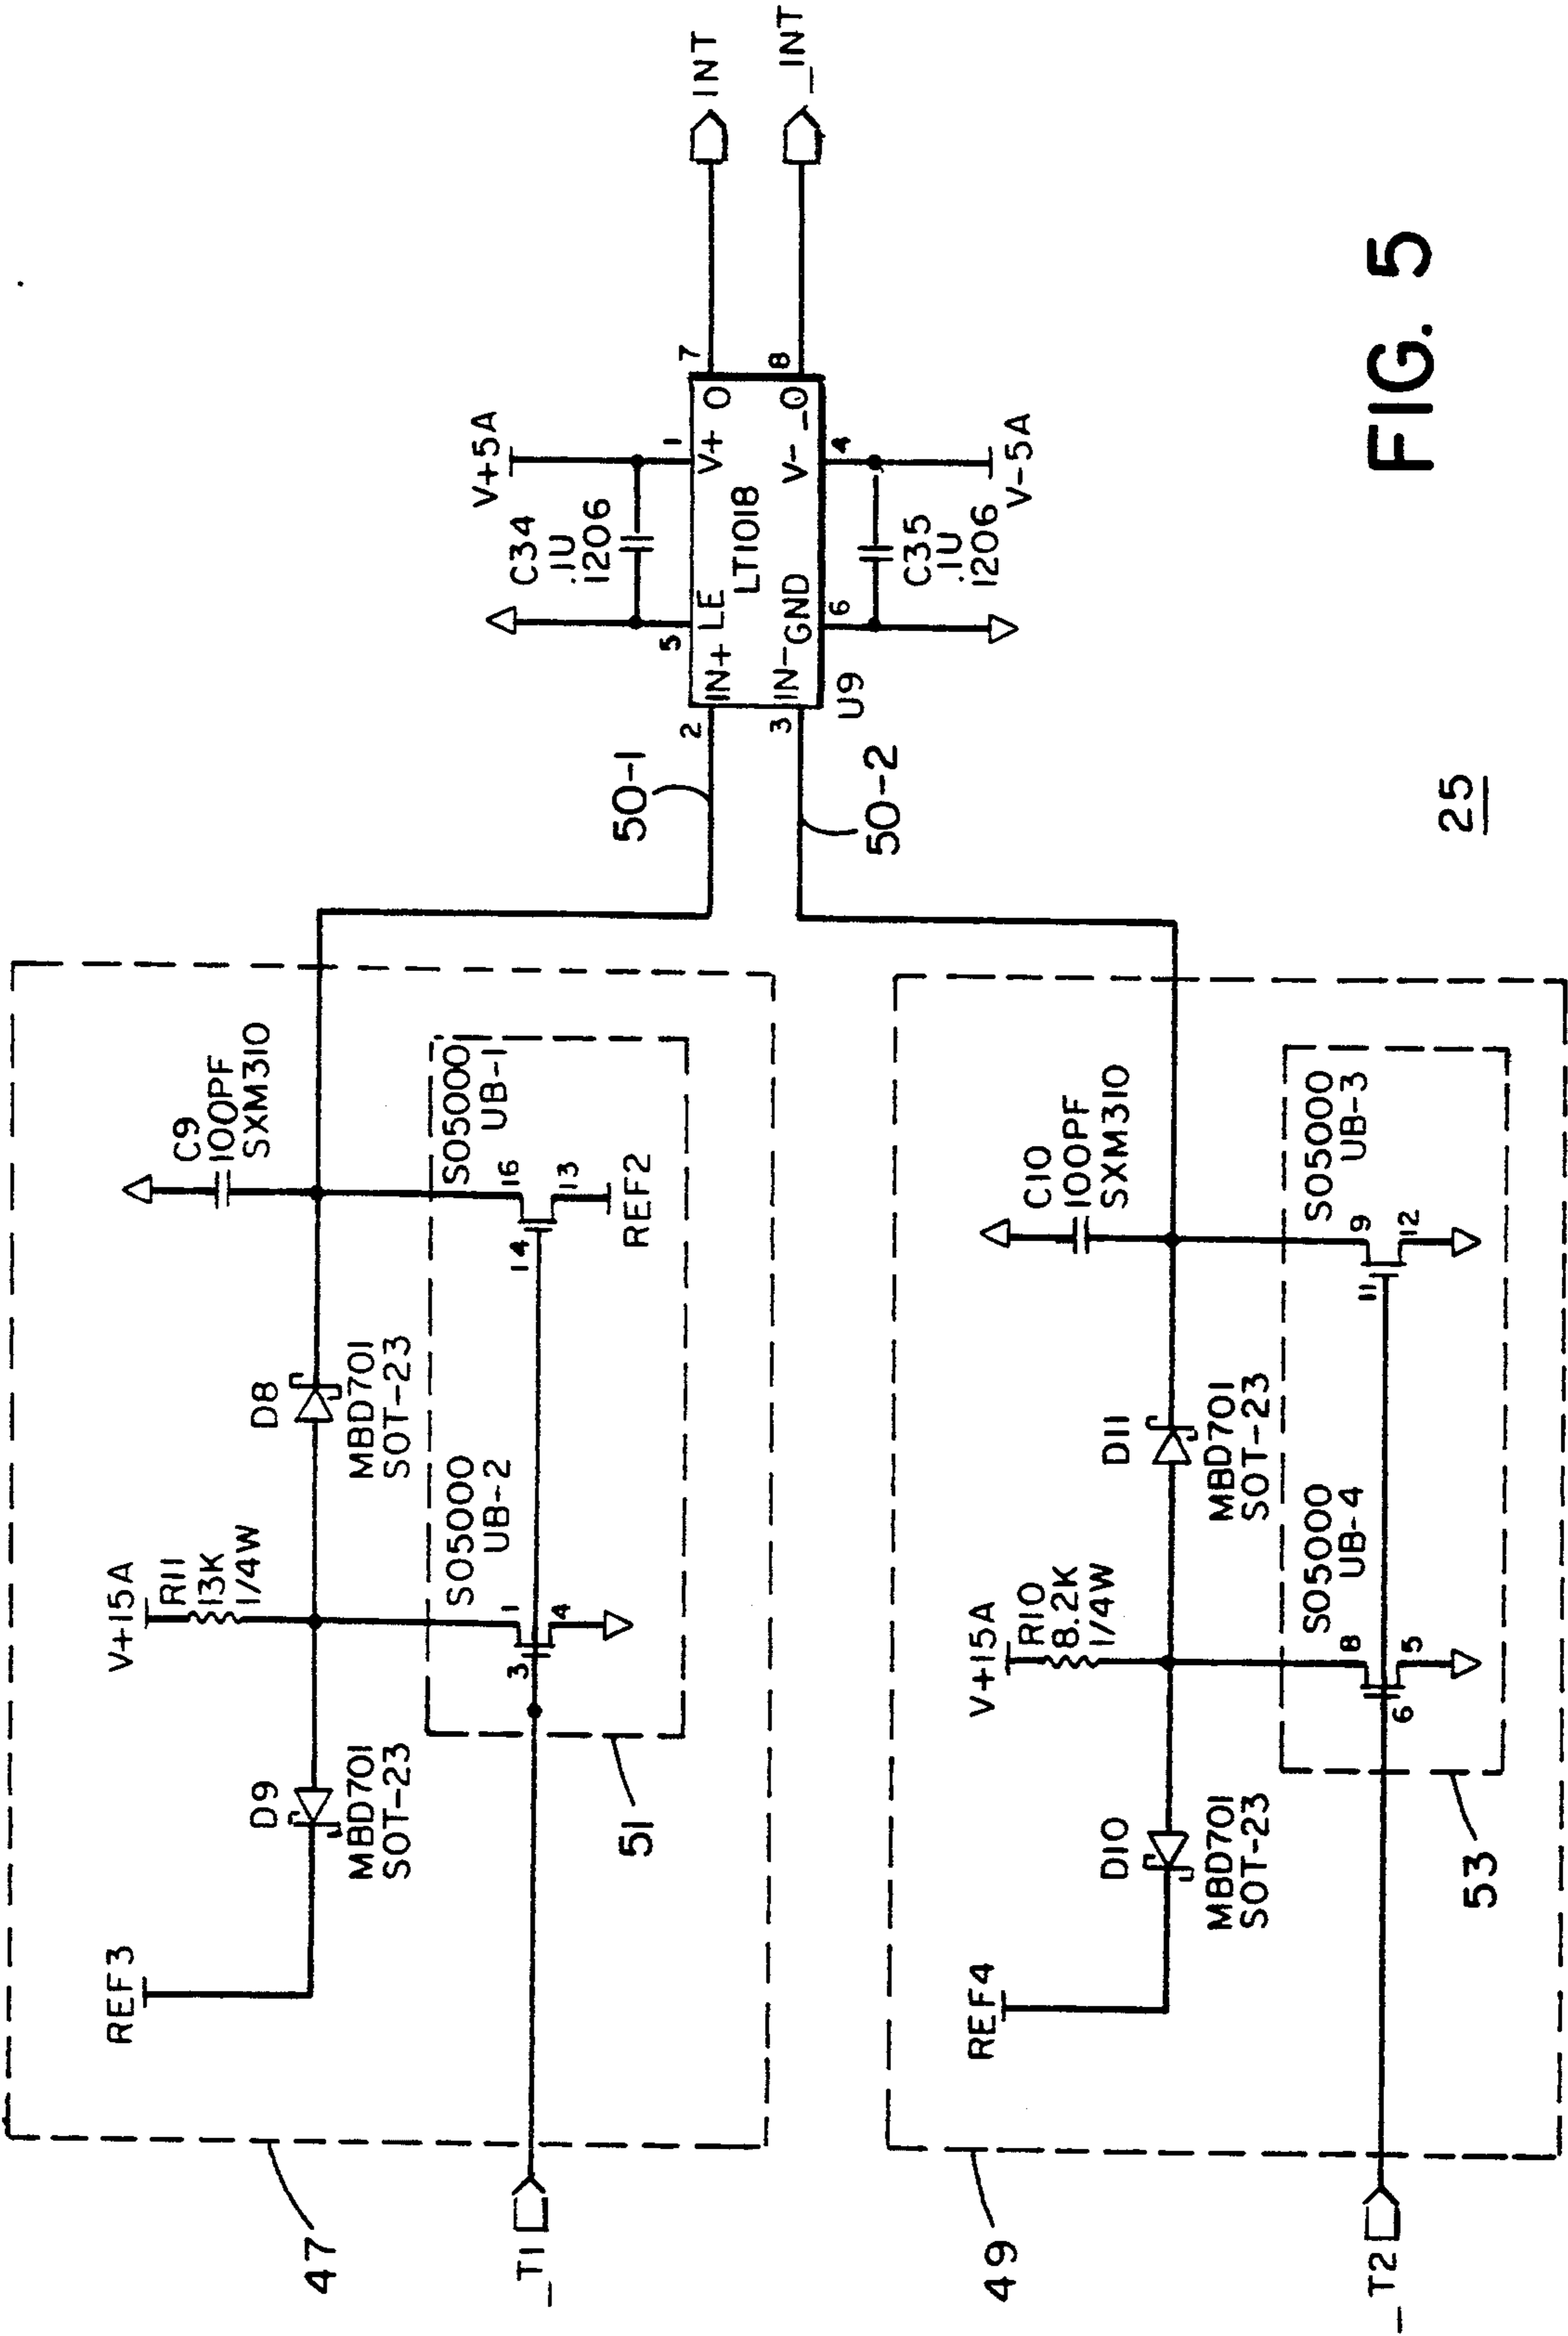 REF3
V+15A
R11
13K
1/4W
C9
100PF
SXM310
D9
MBD701
SOT-23
D8
MBD701
SOT-23
SO5000
UB-2
1
3
4
SO5000
UB-1
16
14
13
REF2
51
47
_T1
REF4
V+15A
R10
8.2K
1/4W
C10
100PF
SXM310
D10
MBD701
SOT-23
D11
MBD701
SOT-23
SO5000
UB-4
8
6
5
SO5000
UB-3
9
11
12
53
49
_T2
50-1
50-2
V+5A
C34
.1U
1206
5
1
2
IN+
LE
V+
O
7
LT1018
3
IN-
GND
V-
_O
8
U9
6
4
C35
.1U
1206
V-5A
INT
_INT
25
FIG. 5